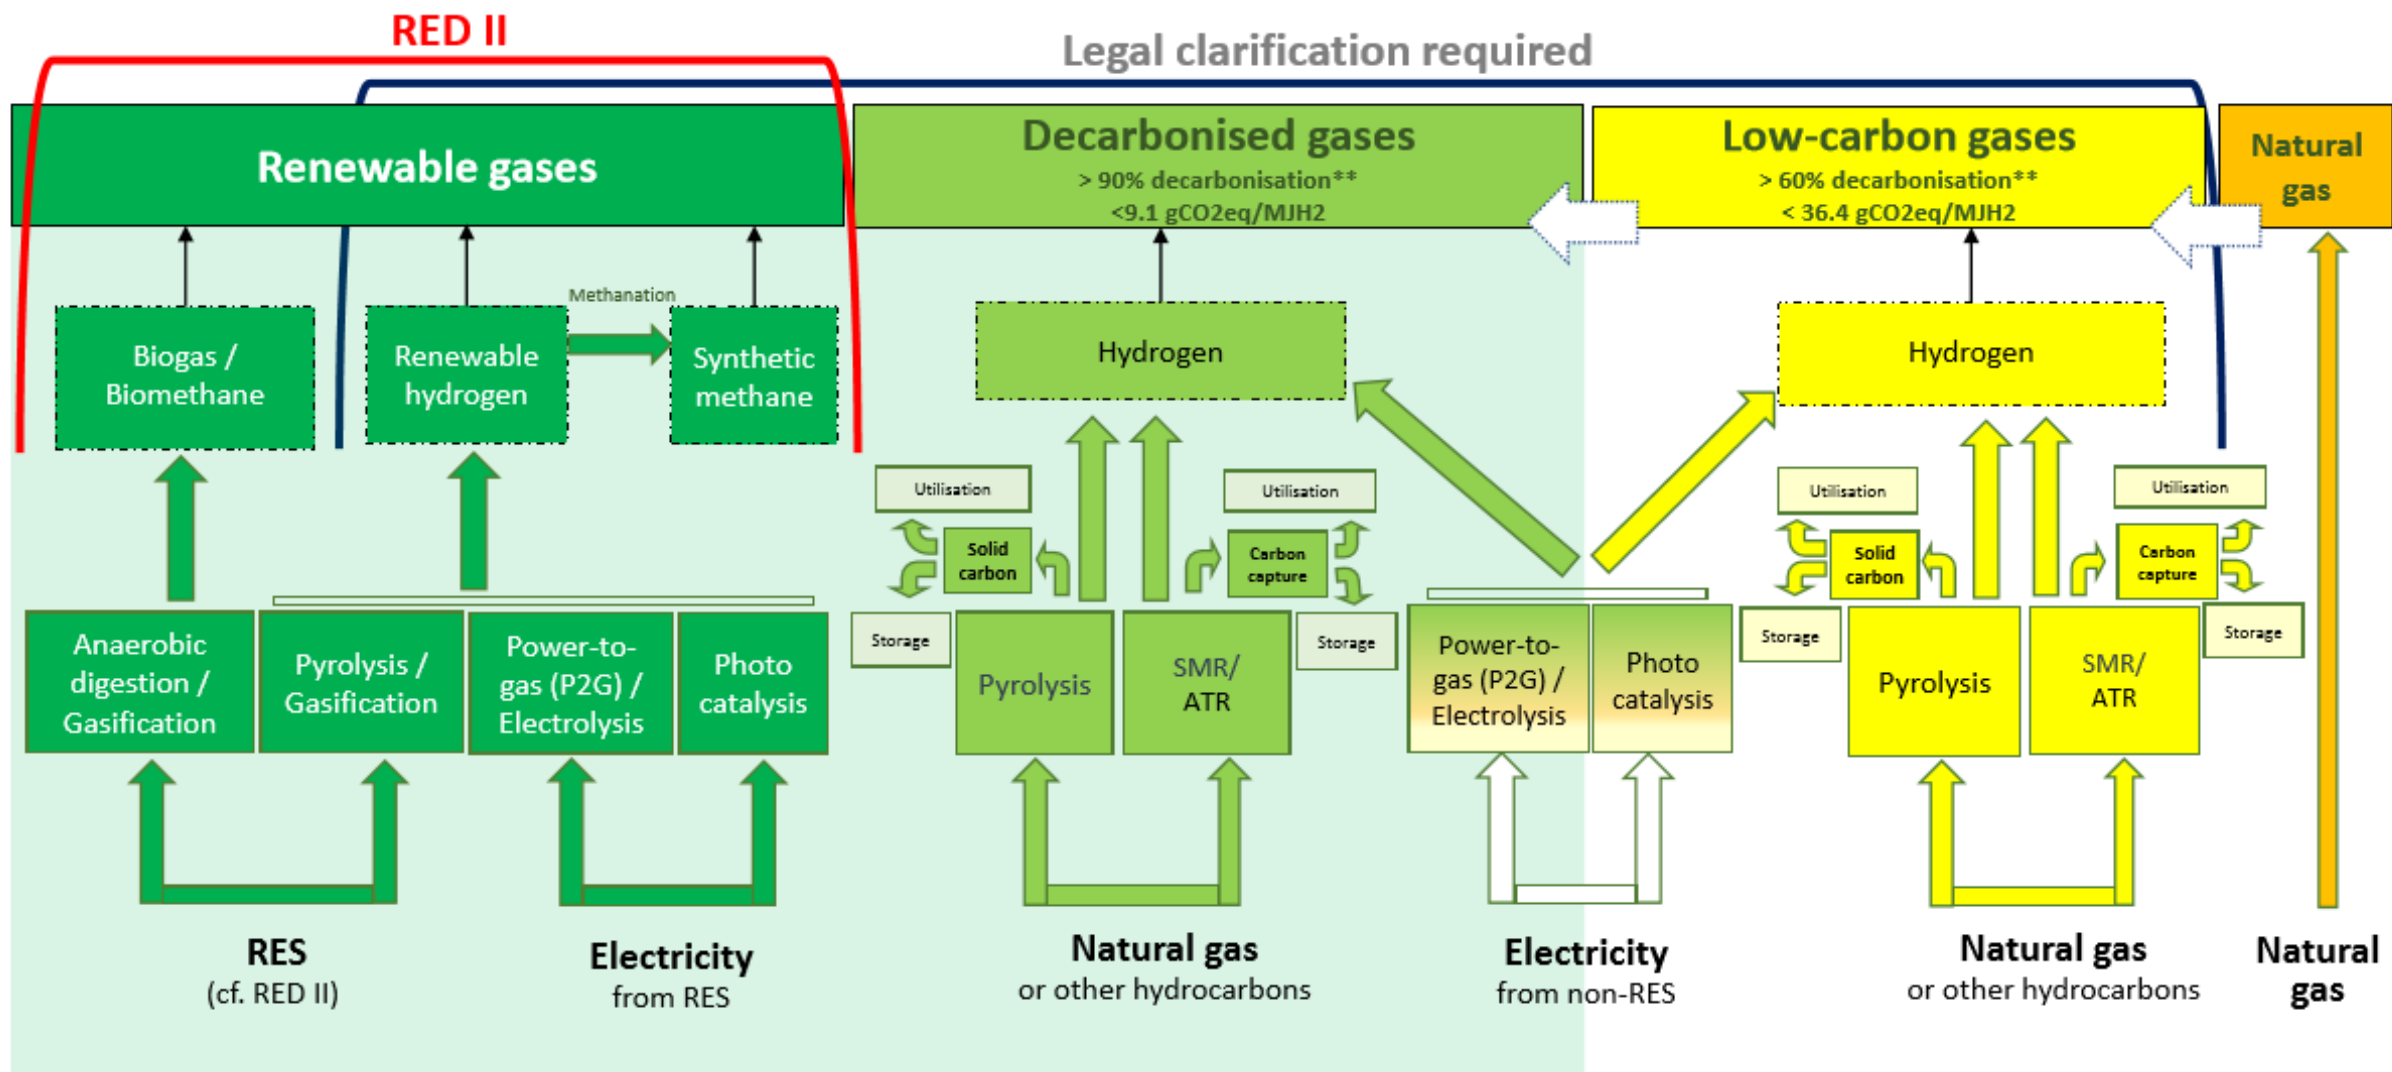 RED II
Legal clarification required
Renewable gases
Decarbonised gases
> 90% decarbonisation**
<9.1 gCO2eq/MJH2
Low-carbon gases
> 60% decarbonisation**
< 36.4 gCO2eq/MJH2
Natural
gas
Biogas /
Biomethane
Renewable
hydrogen
Methanation
Synthetic
methane
Hydrogen
Hydrogen
Utilisation
Solid
carbon
Storage
Utilisation
Carbon
capture
Storage
Utilisation
Solid
carbon
Storage
Utilisation
Carbon
capture
Storage
Anaerobic
digestion /
Gasification
Pyrolysis /
Gasification
Power-to-
gas (P2G) /
Electrolysis
Photo
catalysis
Pyrolysis
SMR/
ATR
Power-to-
gas (P2G) /
Electrolysis
Photo
catalysis
Pyrolysis
SMR/
ATR
RES
(cf. RED II)
Electricity
from RES
Natural gas
or other hydrocarbons
Electricity
from non-RES
Natural gas
or other hydrocarbons
Natural
gas